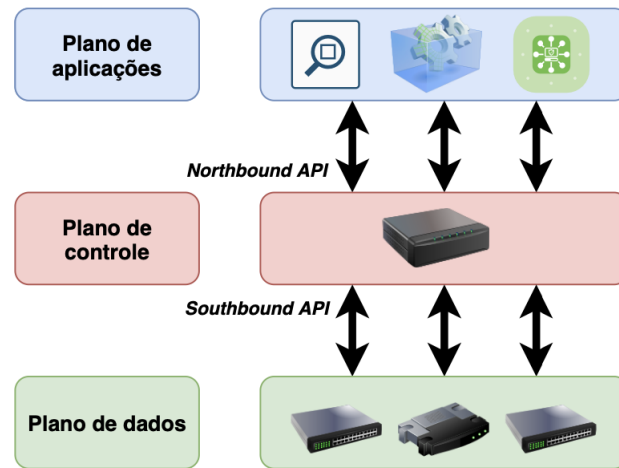 Plano de
aplicações
Northbound API
Plano de
controle
Southbound API
Plano de dados